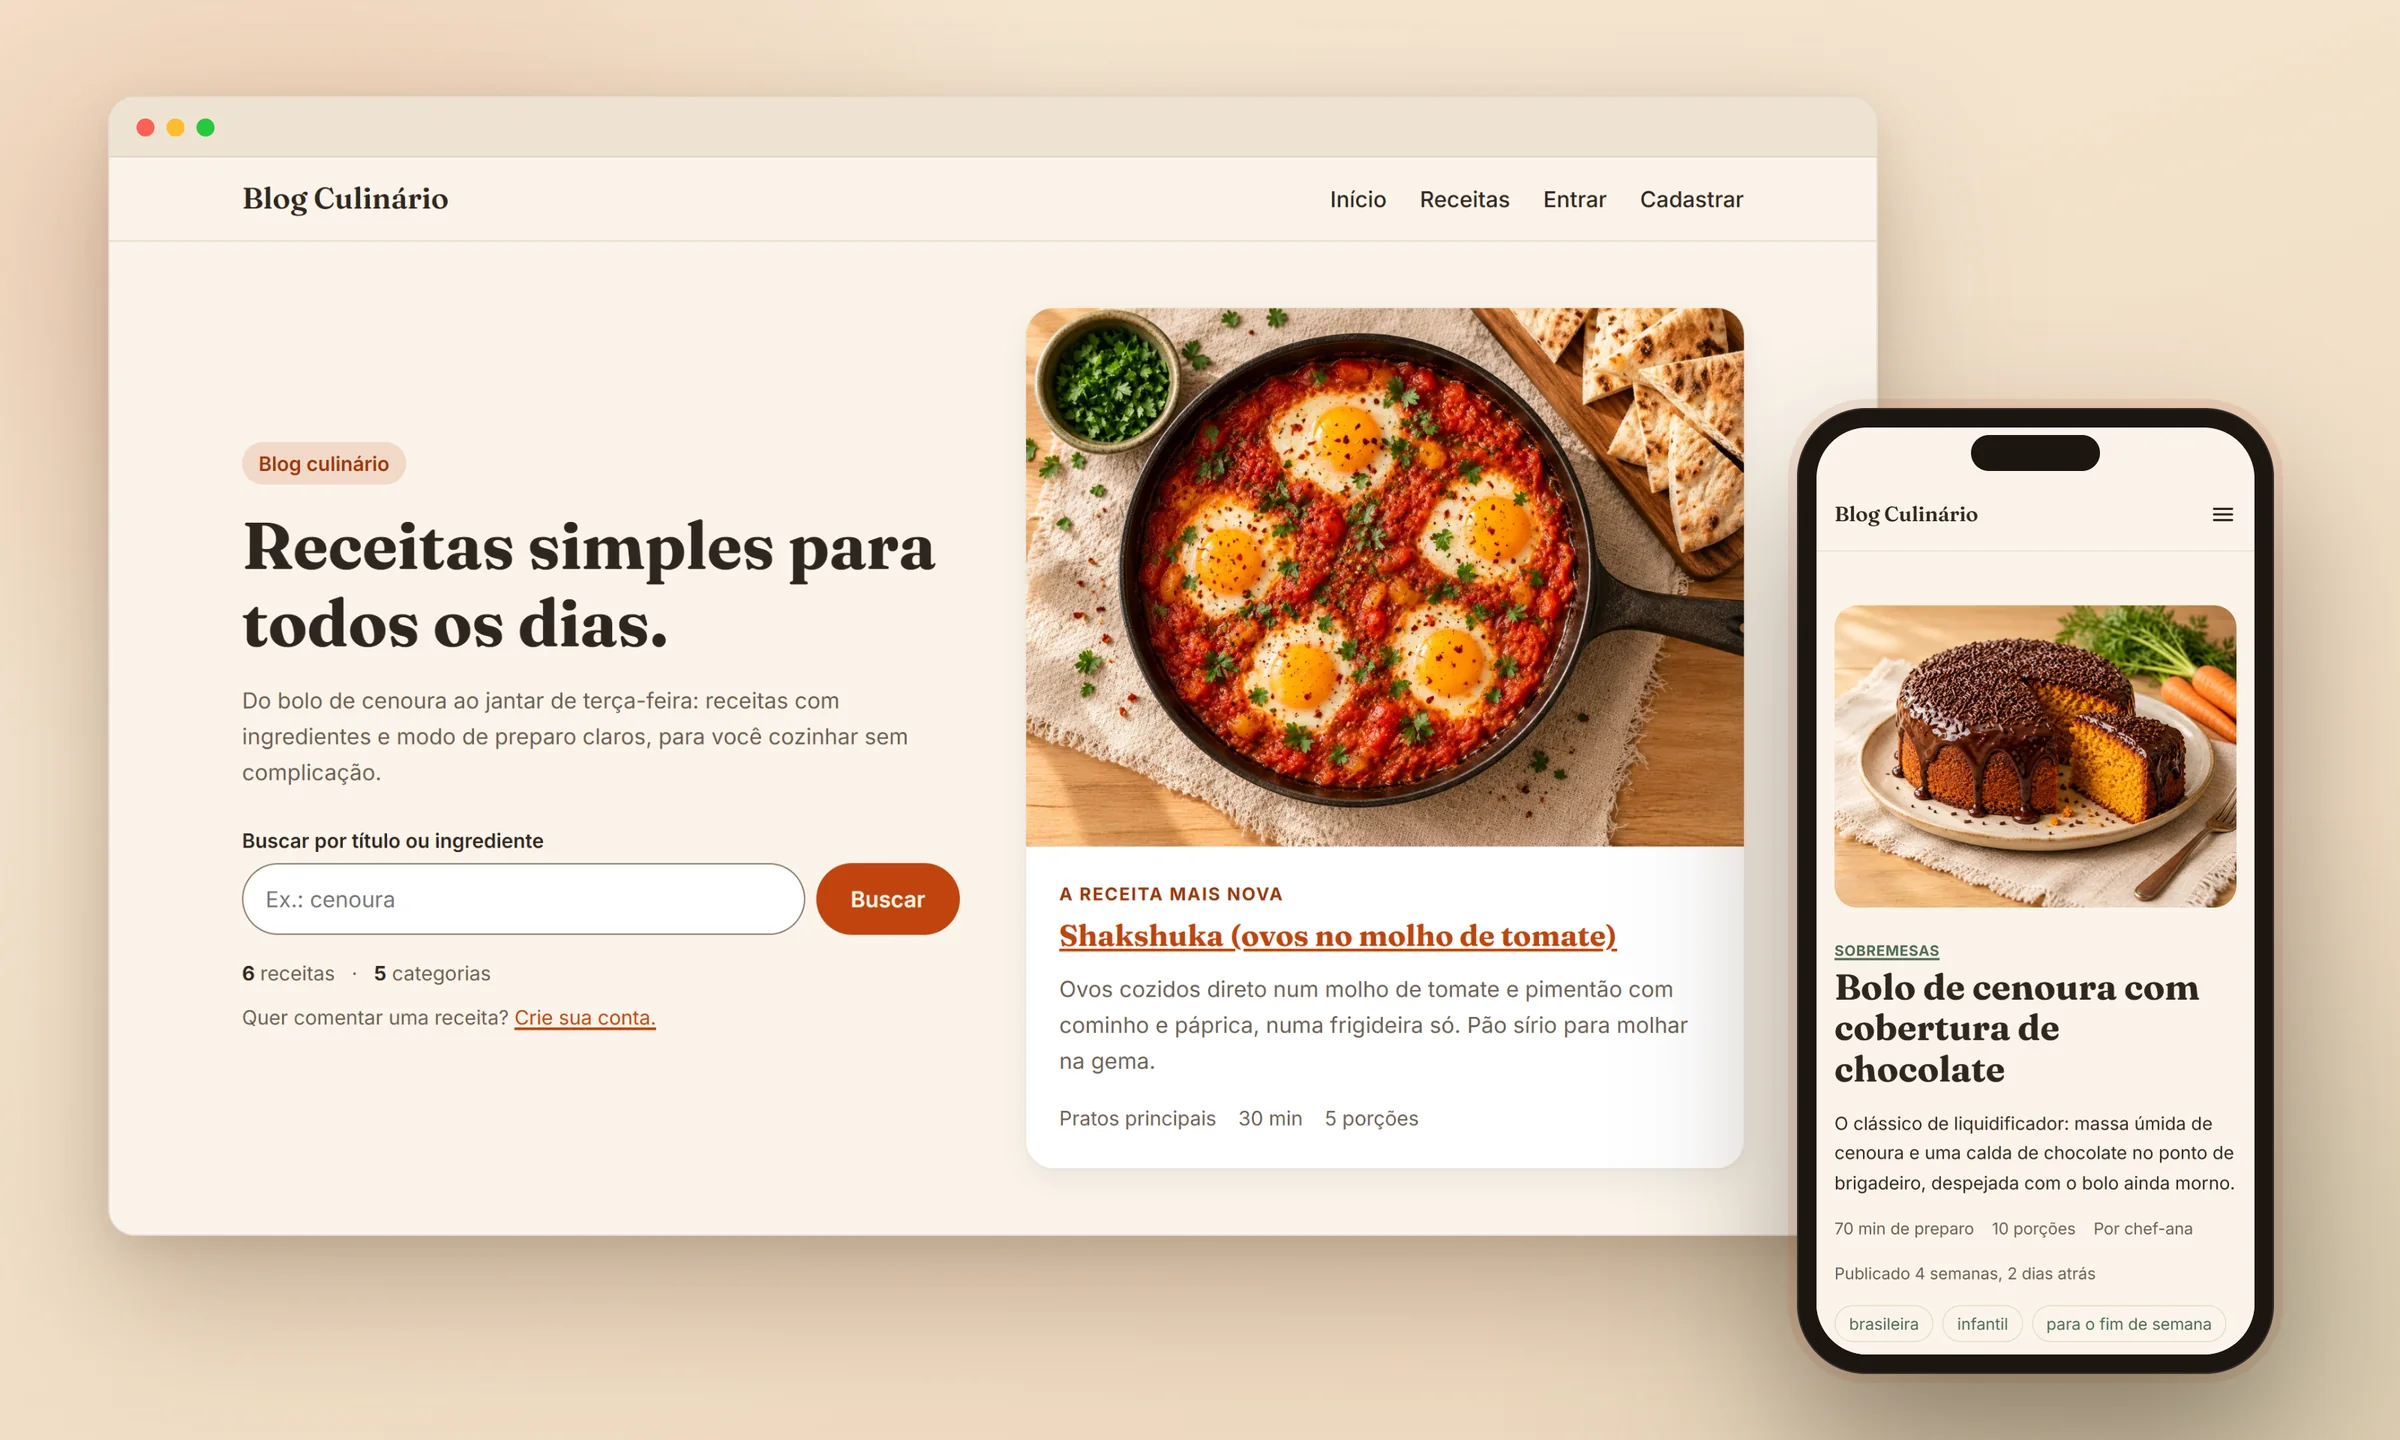 Blog Culinário
Início Receitas Entrar Cadastrar
Blog culinário
Receitas simples para
todos os dias.
Do bolo de cenoura ao jantar de terça-feira: receitas com
ingredientes e modo de preparo claros, para você cozinhar sem
complicação.
Buscar por título ou ingrediente
Ex.: cenoura
Buscar
6 receitas · 5 categorias
Quer comentar uma receita? Crie sua conta.
A RECEITA MAIS NOVA
Shakshuka (ovos no molho de tomate)
Ovos cozidos direto num molho de tomate e pimentão com
cominho e páprica, numa frigideira só. Pão sírio para molhar
na gema.
Pratos principais 30 min 5 porções
Blog Culinário
SOBREMESAS
Bolo de cenoura com
cobertura de
chocolate
O clássico de liquidificador: massa úmida de
cenoura e uma calda de chocolate no ponto de
brigadeiro, despejada com o bolo ainda morno.
70 min de preparo 10 porções Por chef-ana
Publicado 4 semanas, 2 dias atrás
brasileira infantil para o fim de semana